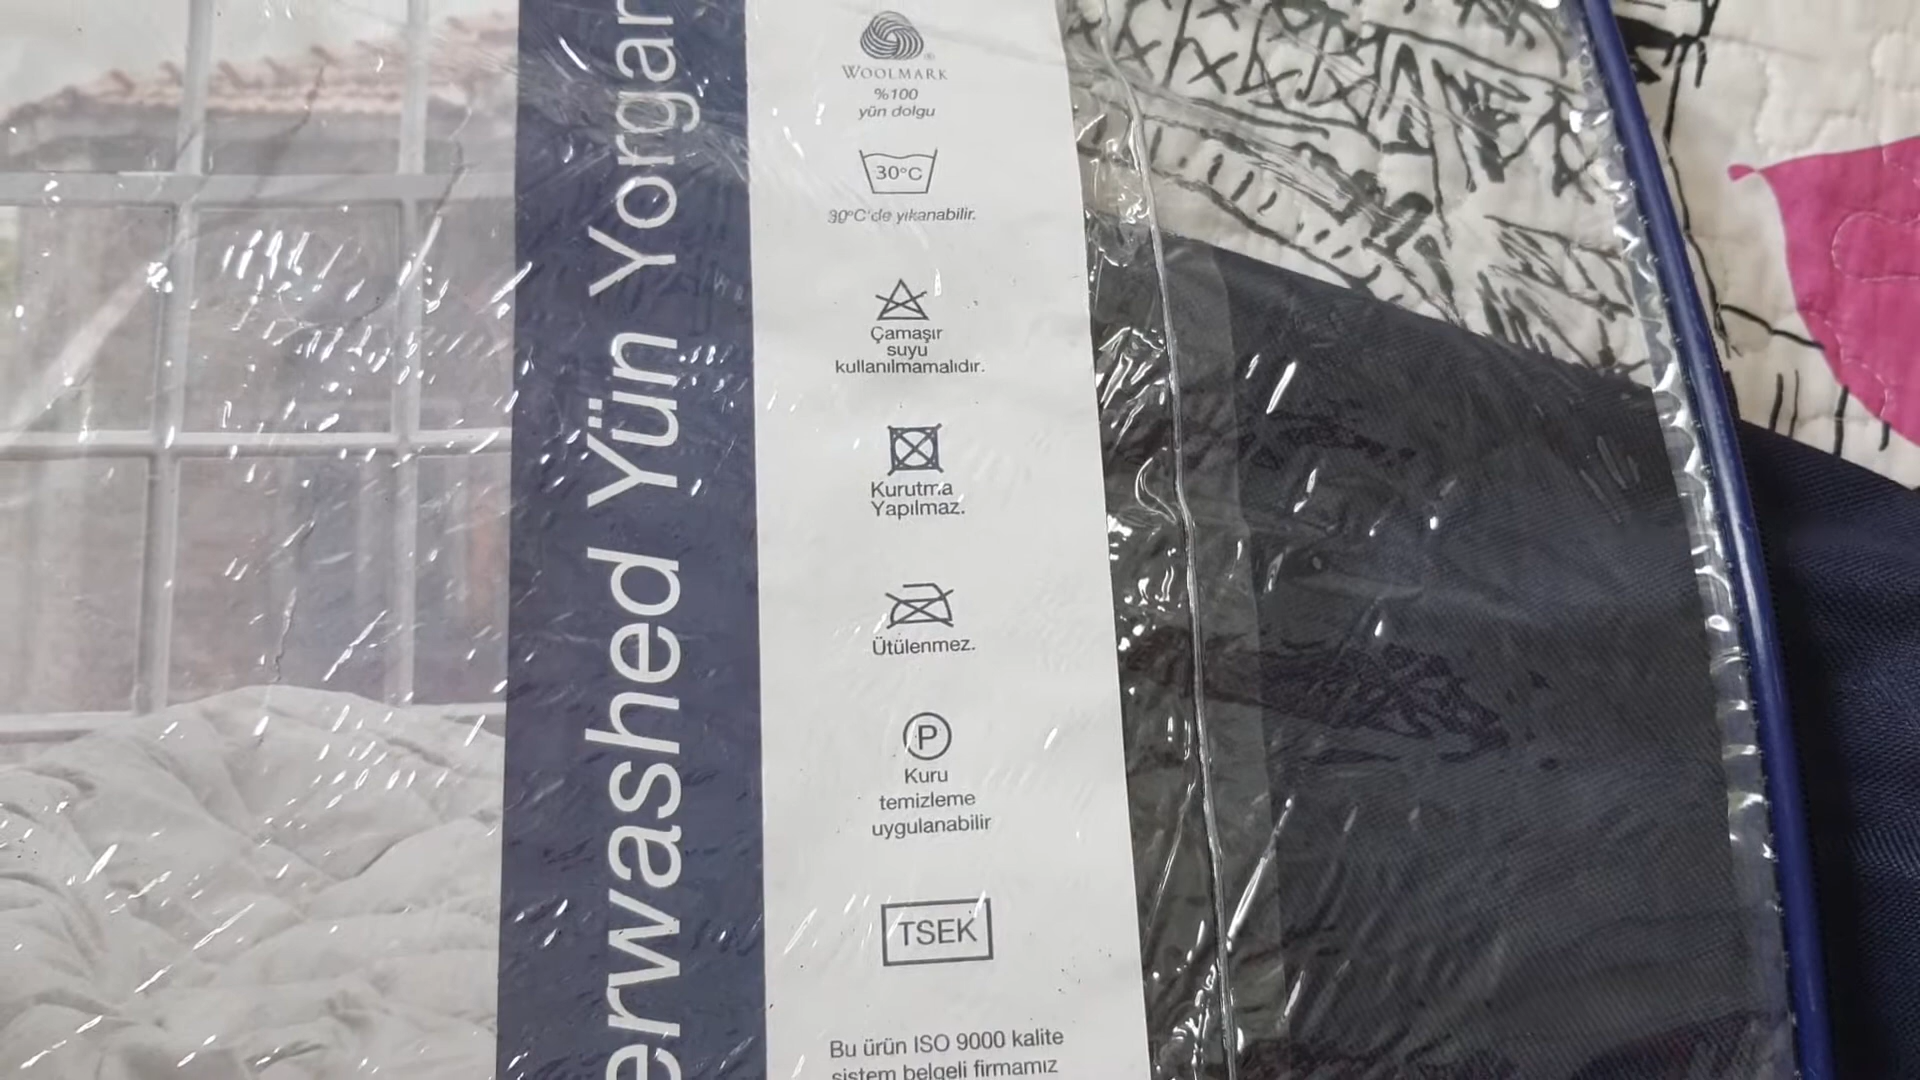 erwashed Yün Yorgan
WOOLMARK
%100
yün dolgu
30°C
30°C'de yıkanabilir.
Çamaşır
suyu
kullanılmamalıdır.
Kurutma
Yapılmaz.
Ütülenmez.
P
Kuru
temizleme
uygulanabilir
TSEK
Bu ürün ISO 9000 kalite
sistem belgeli firmamız